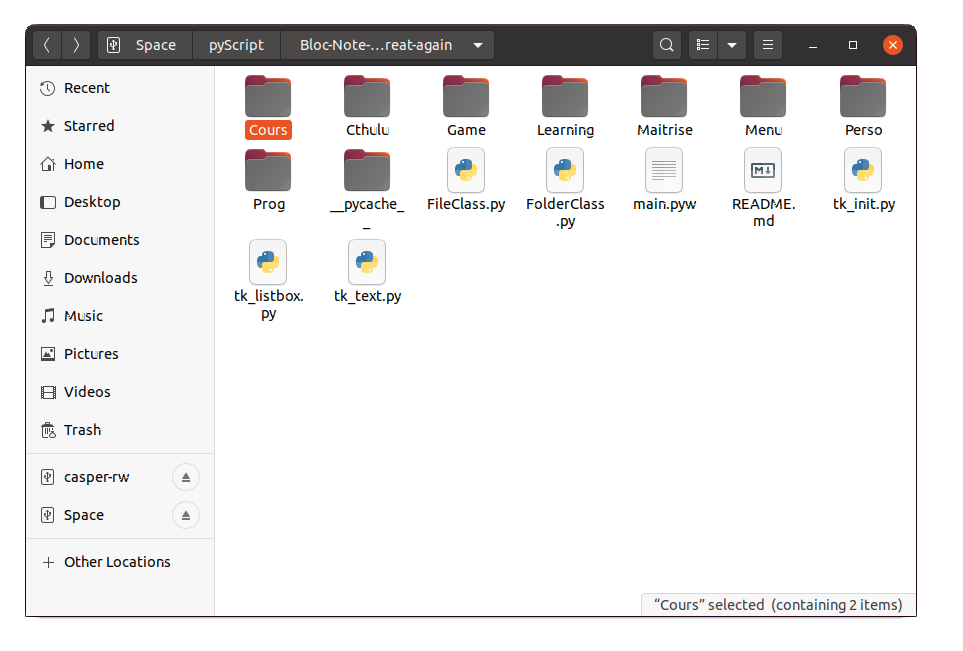 Space pyScript Bloc-Note-...reat-again
Recent
Starred
Home
Desktop
Documents
Downloads
Music
Pictures
Videos
Trash
casper-rw
Space
Other Locations
Cours Cthulu Game Learning Maitrise Menu Perso
Prog __pycache_ FileClass.py FolderClass main.pyw README. tk_init.py
_ .py md
tk_listbox. tk_text.py
py
“Cours” selected (containing 2 items)